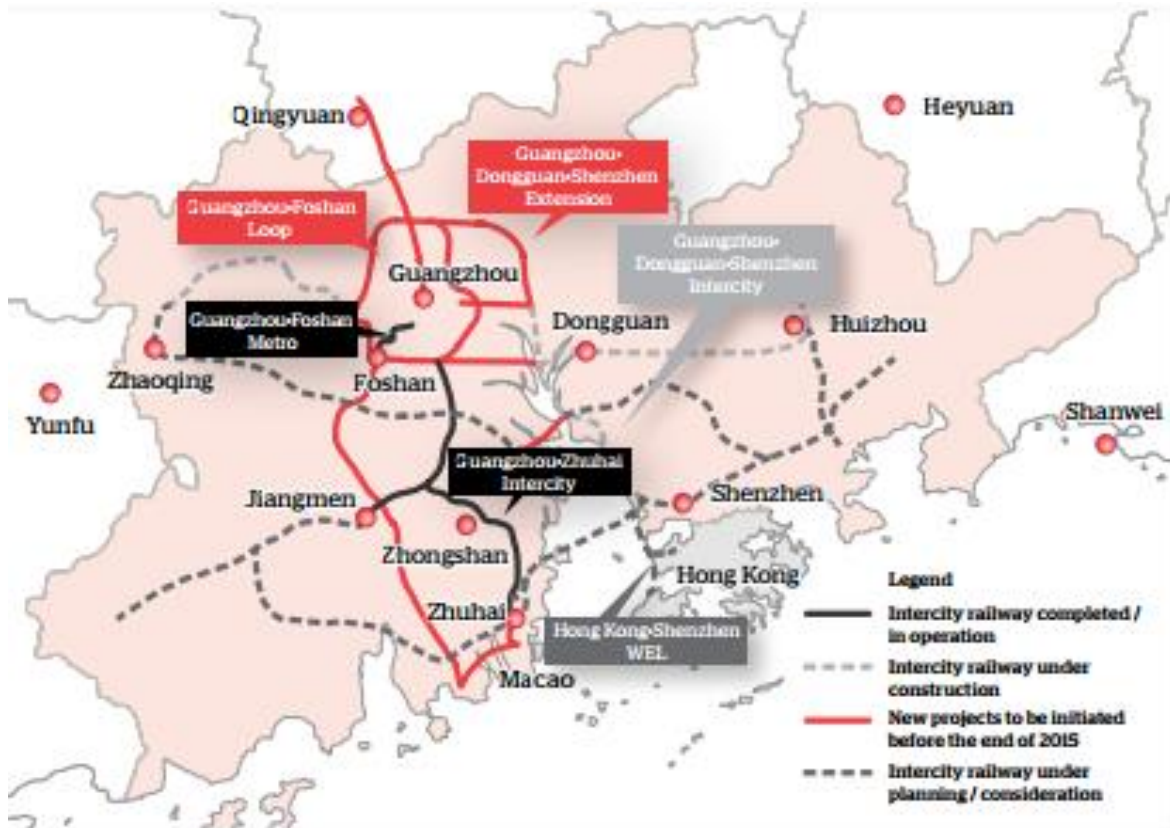 Qingyuan
Heyuan
Guangzhou•
Dongguan•Shenzhen
Extension
Guangzhou•Foshan
Loop
Guangzhou•
Dongguan•Shenzhen
Intercity
Guangzhou
Guangzhou•Foshan
Metro
Dongguan
Huizhou
Zhaoqing
Foshan
Yunfu
Shanwei
Guangzhou•Zhuhai
Intercity
Jiangmen
Shenzhen
Zhongshan
Hong Kong
Zhuhai
Hong Kong•Shenzhen
WEL
Macao
Legend
Intercity railway completed /
in operation
Intercity railway under
construction
New projects to be initiated
before the end of 2015
Intercity railway under
planning / consideration